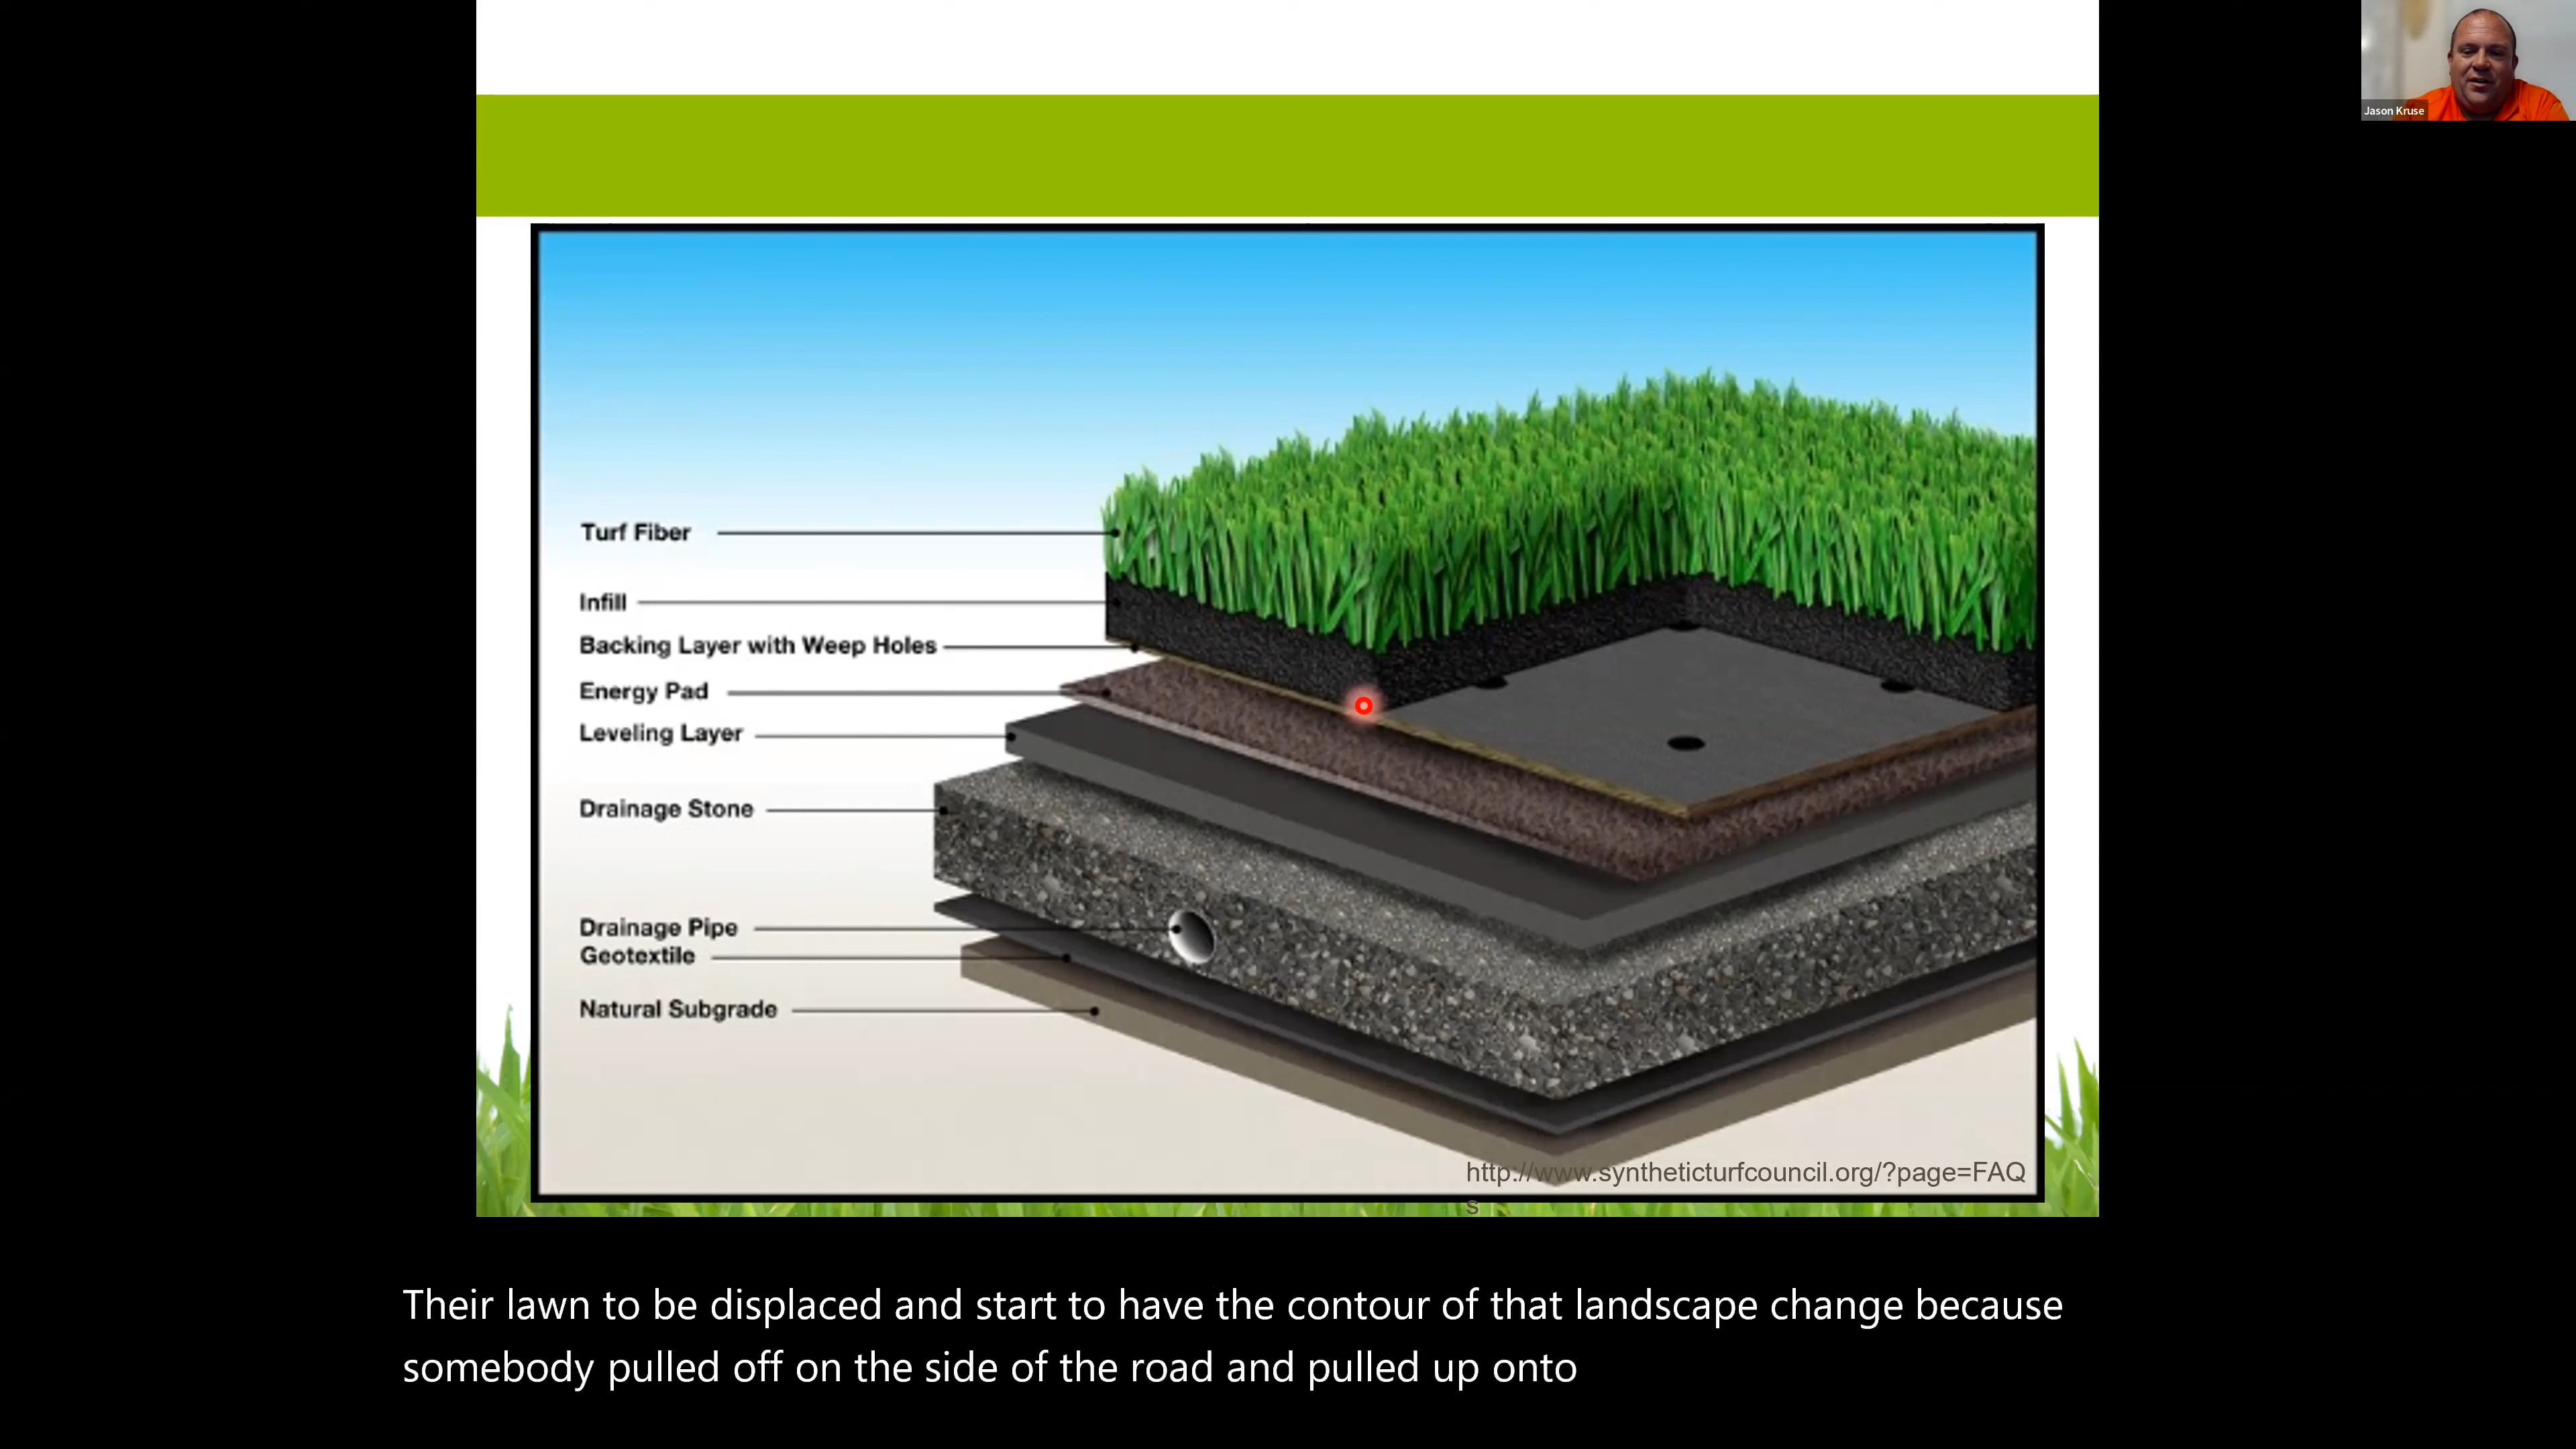 Jason Kruse
Turf Fiber
Infill
Backing Layer with Weep Holes
Energy Pad
Leveling Layer
Drainage Stone
Drainage Pipe
Geotextile
Natural Subgrade
http://www.syntheticturfcouncil.org/?page=FAQ
s
Their lawn to be displaced and start to have the contour of that landscape change because
somebody pulled off on the side of the road and pulled up onto